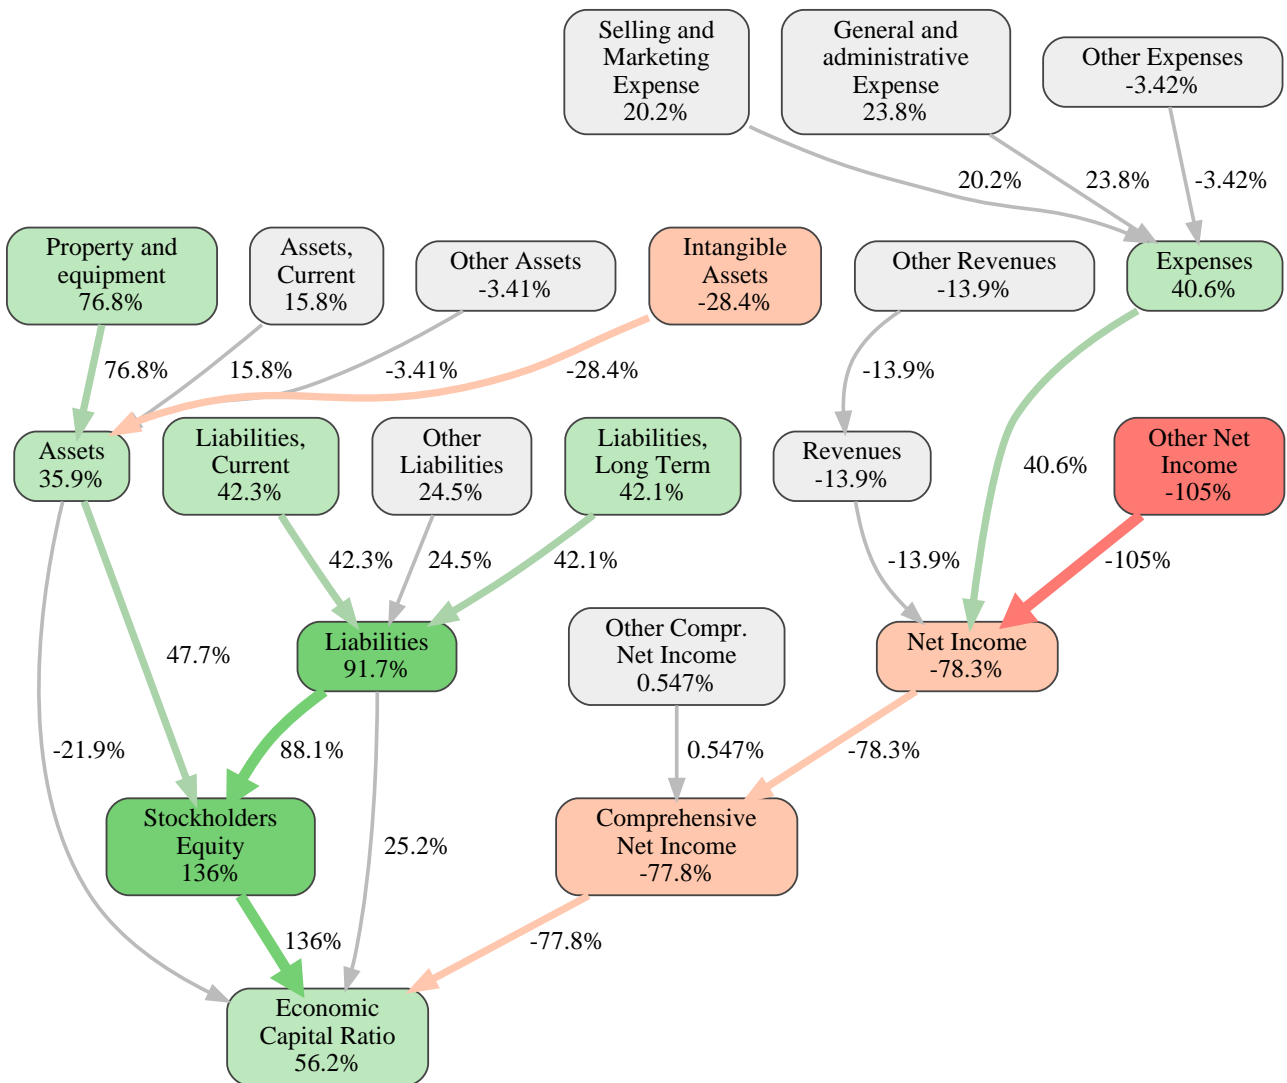 Selling and
Marketing
Expense
20.2%
General and
administrative
Expense
23.8%
Other Expenses
-3.42%
20.2%
23.8%
-3.42%
Property and
equipment
76.8%
Assets,
Current
15.8%
Other Assets
-3.41%
Intangible
Assets
-28.4%
Other Revenues
-13.9%
Expenses
40.6%
76.8%
15.8%
-3.41%
-28.4%
-13.9%
Assets
35.9%
Liabilities,
Current
42.3%
Other
Liabilities
24.5%
Liabilities,
Long Term
42.1%
Revenues
-13.9%
40.6%
Other Net
Income
-105%
42.3%
24.5%
42.1%
-13.9%
-105%
47.7%
Liabilities
91.7%
Other Compr.
Net Income
0.547%
Net Income
-78.3%
-21.9%
88.1%
0.547%
-78.3%
Stockholders
Equity
136%
25.2%
Comprehensive
Net Income
-77.8%
136%
-77.8%
Economic
Capital Ratio
56.2%